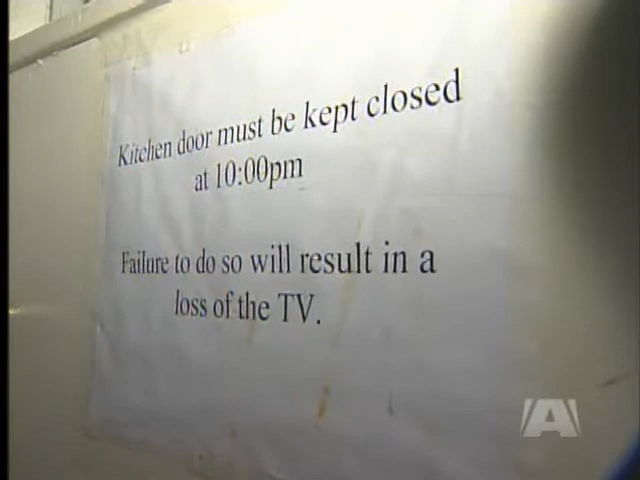 Kitchen door must be kept closed
at 10:00pm
Failure to do so will result in a
loss of the TV.
A